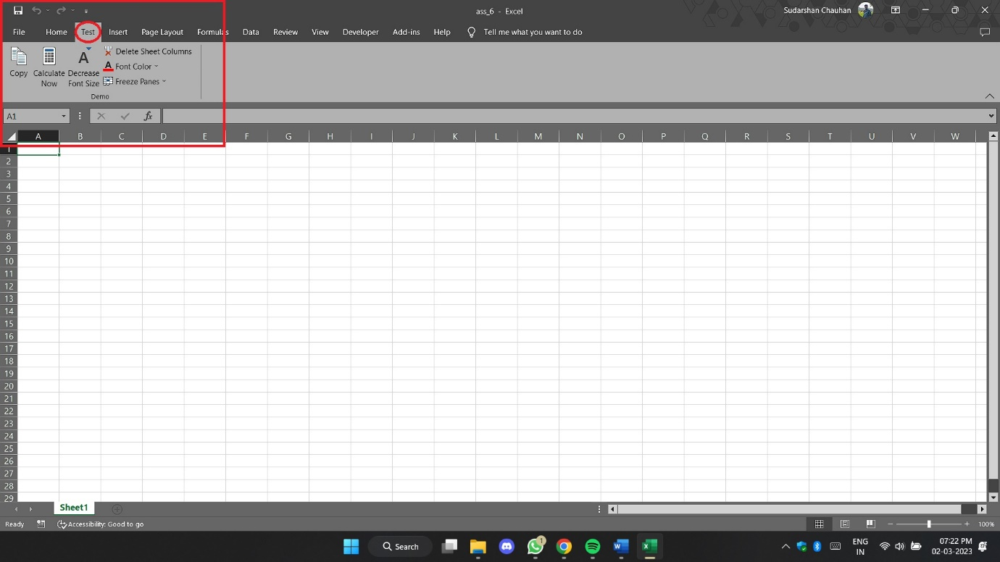 ass_6 - Excel
Sudarshan Chauhan
File Home Test Insert Page Layout Formulas Data Review View Developer Add-ins Help Tell me what you want to do
Copy
Calculate Now
Decrease Font Size
Delete Sheet Columns
A Font Color
Freeze Panes
Demo
A1
fx
A B C D E F G H I J K L M N O P Q R S T U V W
1
2
3
4
5
6
7
8
9
10
11
12
13
14
15
16
17
18
19
20
21
22
23
24
25
26
27
28
29
Sheet1
Ready
Accessibility: Good to go
100%
Search
1
ENG
IN
07:22 PM
02-03-2023